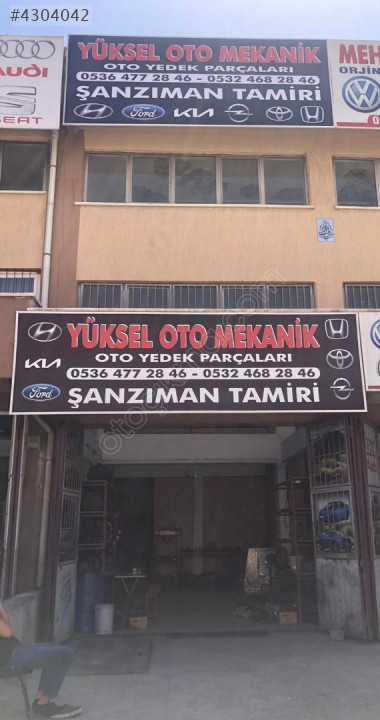 #4304042
AUDI
SEAT
YÜKSEL OTO MEKANİK
OTO YEDEK PARÇALARI
0536 477 28 46 - 0532 468 28 46
ŞANZIMAN TAMİRİ
Ford
KIA
MEH
ORJİN
YÜKSEL OTO MEKANİK
KIA
OTO YEDEK PARÇALARI
0536 477 28 46 - 0532 468 28 46
Ford
ŞANZIMAN TAMİRİ